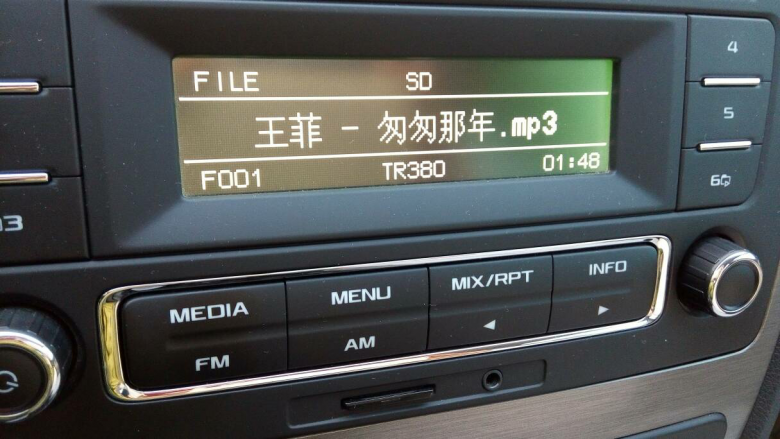 FILE SD
王菲 - 匆匆那年.mp3
F001 TR380 01:48
4
5
6
03
MEDIA MENU MIX/RPT INFO
FM AM ◀ ▶